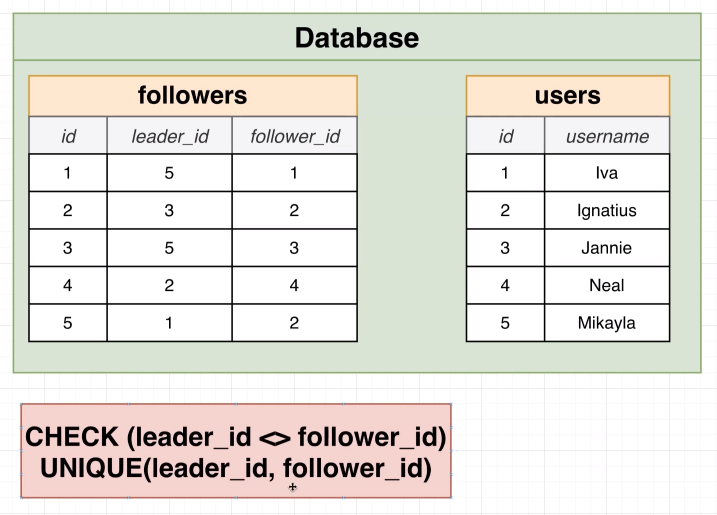 Database
followers
id leader_id follower_id
1 5 1
2 3 2
3 5 3
4 2 4
5 1 2
users
id username
1 Iva
2 Ignatius
3 Jannie
4 Neal
5 Mikayla
CHECK (leader_id <> follower_id)
UNIQUE(leader_id, follower_id)